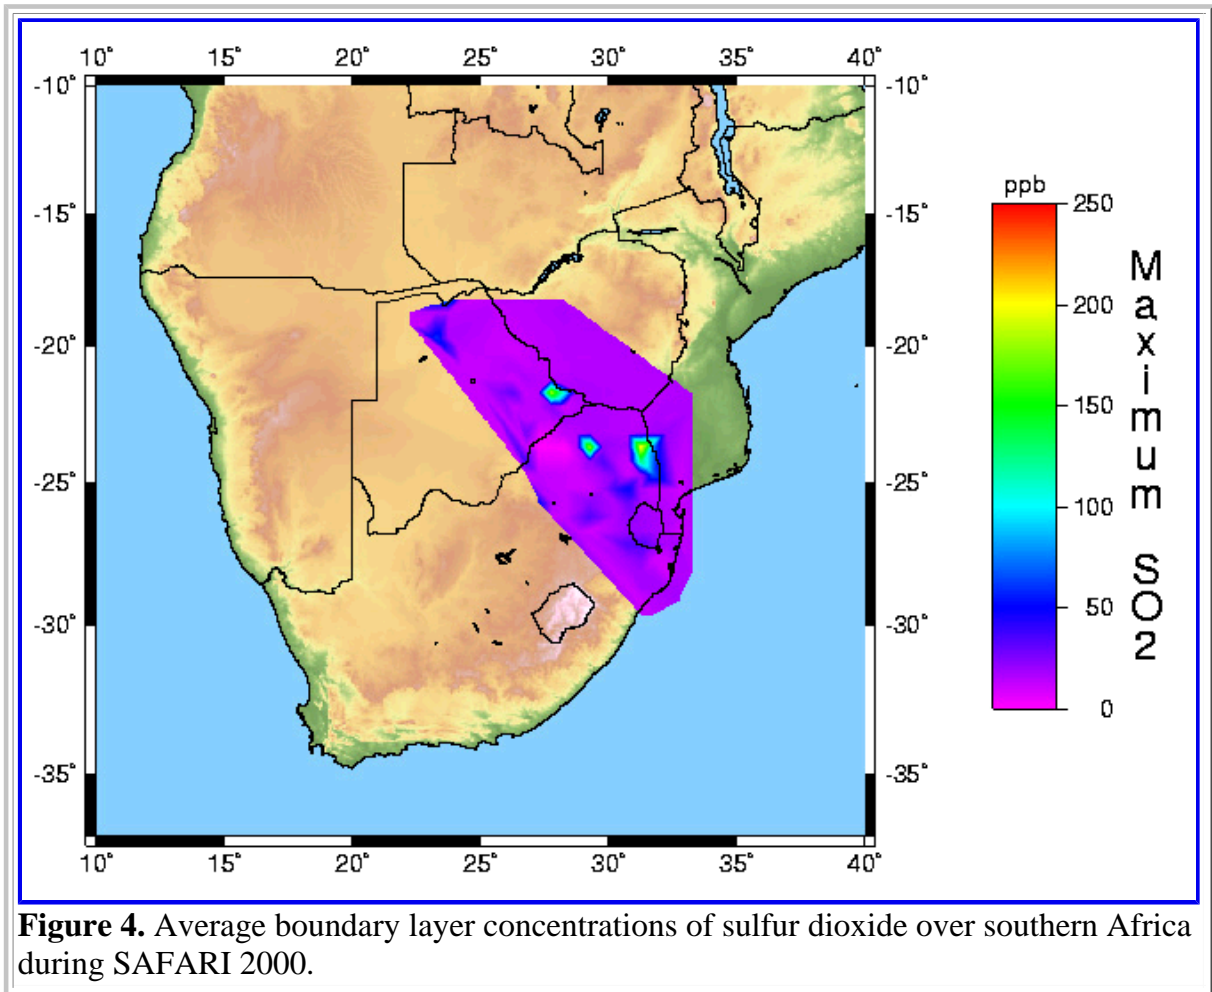 10° 15° 20° 25° 30° 35° 40°
-10° -10°
-15° -15°
-20° -20°
-25° -25°
-30° -30°
-35° -35°
10° 15° 20° 25° 30° 35° 40°
ppb
250
200
150
100
50
0
Maximum SO2
Figure 4. Average boundary layer concentrations of sulfur dioxide over southern Africa
during SAFARI 2000.